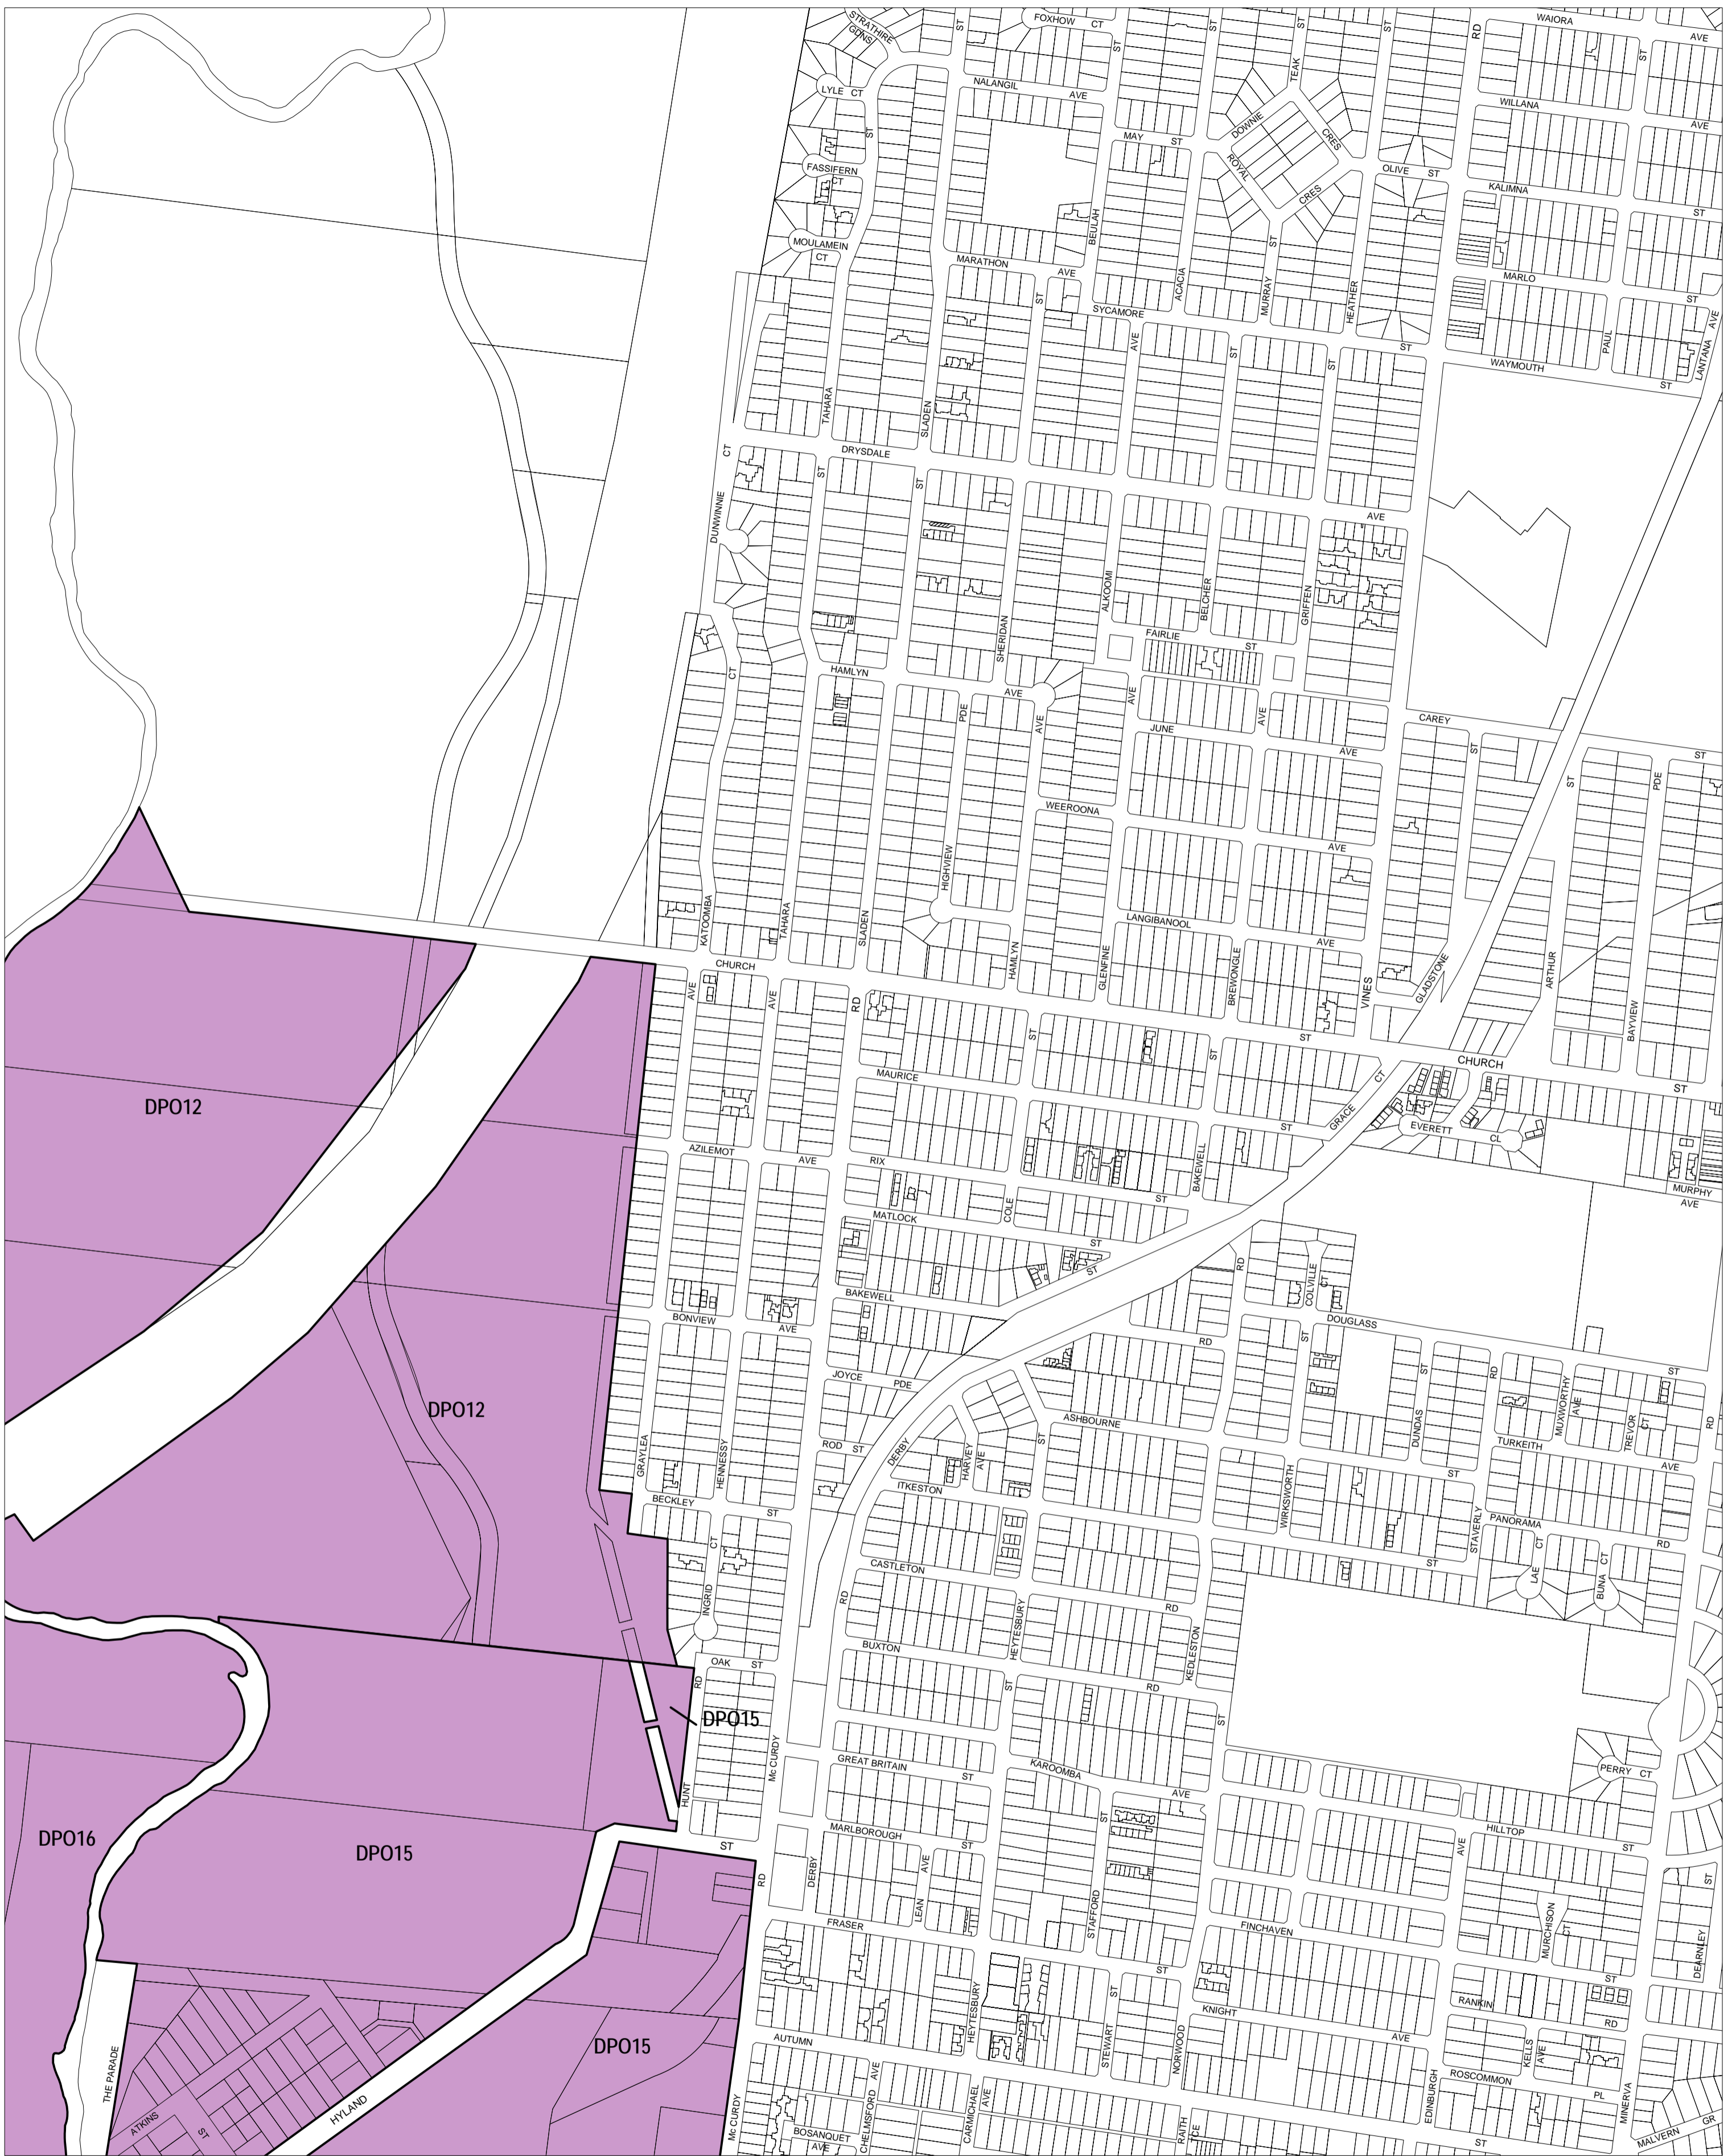 STRATHIRE
GDNS
ST
FOXHOW CT
ST
ST
ST
ST
RD
WAIORA
AVE
ST
LYLE CT
NALANGIL
AVE
TEAK
WILLANA
AVE
ST
MAY ST
DOWNIE
CRES
ROYAL
CRES
OLIVE ST
KALIMNA
ST
FASSIFERN
CT
BEULAH
MOULAMEIN
CT
MARATHON
AVE
ACACIA
ST
MURRAY
HEATHER
MARLO
ST
ST
SYCAMORE
AVE
ST
ST
ST
PAUL
WAYMOUTH
ST
LANTANA AVE
TAHARA
SLADEN
CT
DRYSDALE
ST
ST
AVE
DUNWINNIE
ALKOOMI
BELCHER
GRIFFEN
SHERIDAN
FAIRLIE
ST
CT
HAMLYN
AVE
PDE
AVE
AVE
AVE
JUNE
AVE
CAREY
ST
ST
ST
PDE
WEEROONA
AVE
HIGHVIEW
KATOOMBA
TAHARA
SLADEN
LANGIBANOOL
AVE
HAMLYN
GLENFINE
BREWONGLE
VINES
GLADSTONE
ARTHUR
BAYVIEW
CHURCH
AVE
AVE
RD
ST
ST
ST
CHURCH
ST
MAURICE
ST
CT
GRACE
EVERETT CL
DPO12
AZILEMOT
AVE
RIX
ST
BAKEWELL
COLE
MURPHY
AVE
MATLOCK
ST
ST
RD
COLVILLE
CT
BAKEWELL
BONVIEW
AVE
DOUGLASS
ST
RD
ST
ST
RD
JOYCE PDE
MUXWORTHY
AVE
TREVOR
CT
RD
DPO12
ASHBOURNE
ST
DUNDAS
TURKEITH
AVE
ROD ST
DERBY
HARVEY
AVE
GRAYLEA
HENNESSY
ITKESTON
ST
WIRKSWORTH
BECKLEY
ST
STAVERLY
PANORAMA
RD
CT
CASTLETON
RD
ST
LAE CT
BUNA CT
INGRID
RD
HEYTESBURY
KEDLESTON
BUXTON
RD
OAK ST
RD
ST
ST
DPO15
Mc CURDY
GREAT BRITAIN
ST
KAROOMBA
AVE
PERRY CT
HUNT
MARLBOROUGH
ST
ST
AVE
HILLTOP
ST
DPO16
DPO15
ST
RD
DERBY
LEAN AVE
STAFFORD
MURCHISON
CT
ST
DEARNLEY
FRASER
ST
FINCHAVEN
ST
HEYTESBURY
ST
KNIGHT
AVE
RANKIN
RD
DPO15
AUTUMN
AVE
STEWART
NORWOOD
KELLS
AVE
THE PARADE
ROSCOMMON
PL
HYLAND
ATKINS
ST
Mc CURDY
CHELMSFORD
CARMICHAEL
AVE
EDINBURGH
MINERVA
BOSANQUET
AVE
RAITH
TCE
ST
MALVERN GR